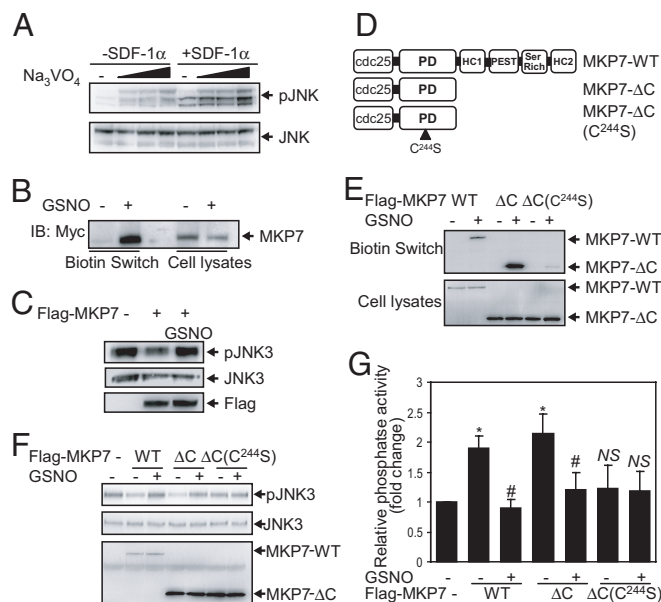 A
-SDF-1α +SDF-1α
Na3VO4 - -
pJNK
JNK
B
GSNO - + - +
IB: Myc
MKP7
Biotin Switch Cell lysates
C
Flag-MKP7 - + +
GSNO
pJNK3
JNK3
Flag
D
cdc25 PD HC1 PEST Ser Rich HC2 MKP7-WT
cdc25 PD MKP7-ΔC
cdc25 PD MKP7-ΔC (C244S)
C244S
E
Flag-MKP7 WT ΔC ΔC(C244S)
GSNO - + - + - +
Biotin Switch
MKP7-WT
MKP7-ΔC
Cell lysates
MKP7-WT
MKP7-ΔC
F
Flag-MKP7 - WT ΔC ΔC(C244S)
GSNO - - + - + - +
pJNK3
JNK3
MKP7-WT
MKP7-ΔC
G
Relative phosphatse activity
(fold change)
3
2.5
2
1.5
1
0.5
0
* # * # NS NS
GSNO - - + - + - +
Flag-MKP7 - WT ΔC ΔC(C244S)